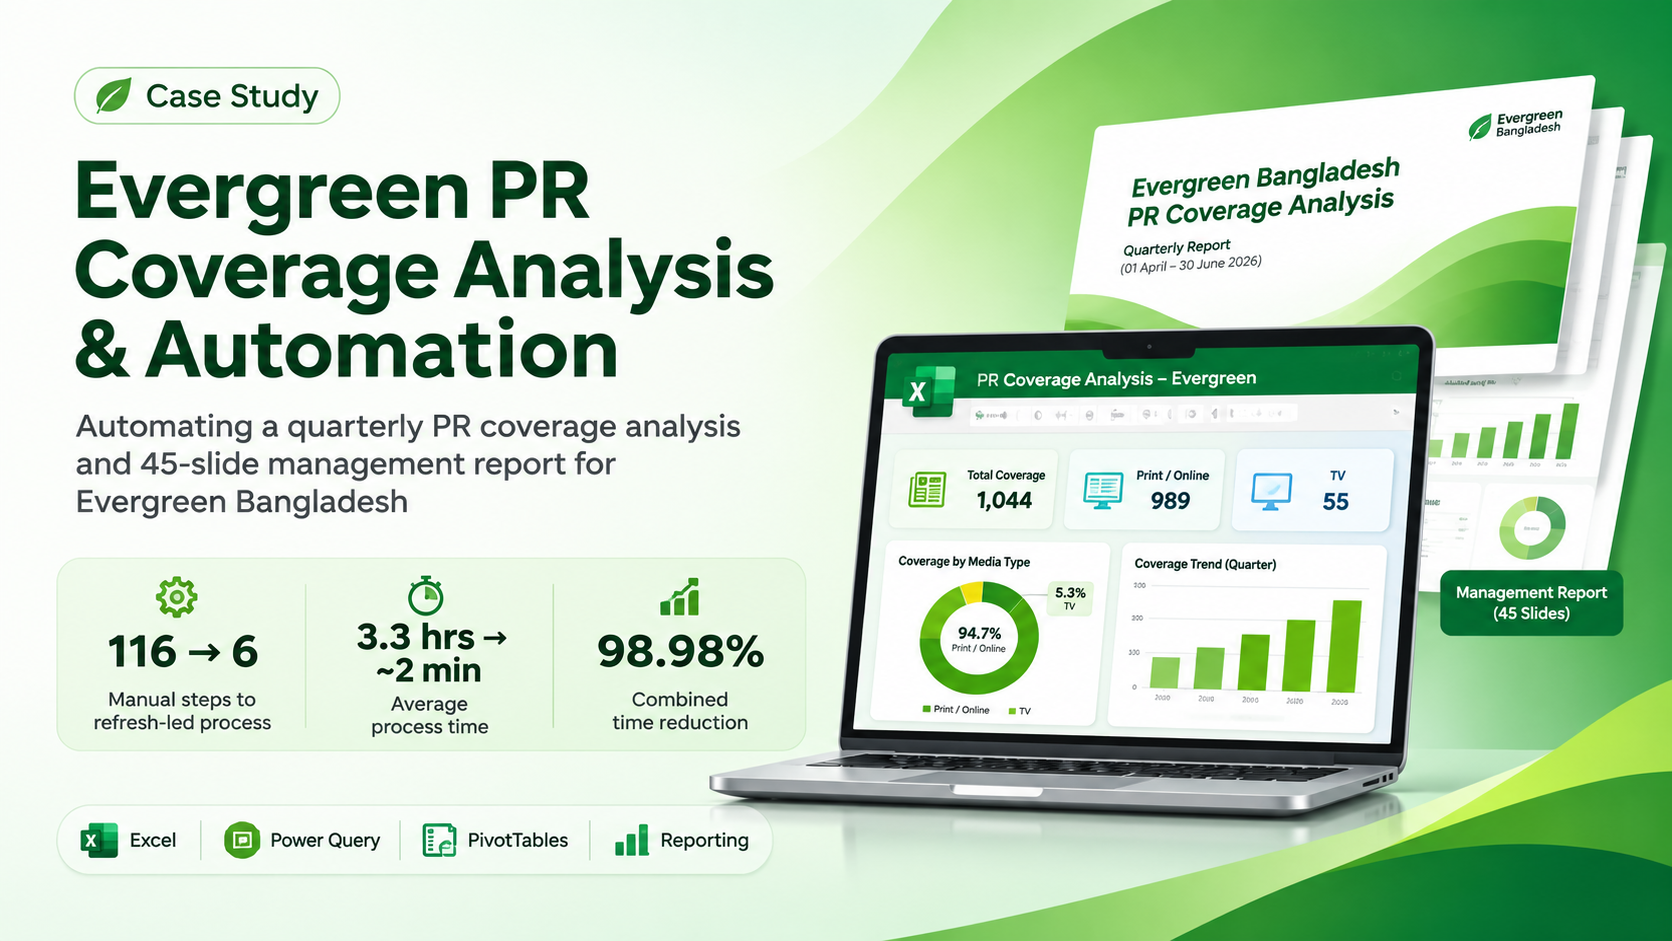 Case Study
Evergreen PR
Coverage Analysis
& Automation
Automating a quarterly PR coverage analysis
and 45-slide management report for
Evergreen Bangladesh
116 → 6
Manual steps to
refresh-led process
3.3 hrs →
~2 min
Average
process time
98.98%
Combined
time reduction
Excel
Power Query
PivotTables
Reporting
Evergreen
Bangladesh
Evergreen Bangladesh
PR Coverage Analysis
Quarterly Report
(01 April – 30 June 2026)
X
PR Coverage Analysis – Evergreen
Total Coverage
1,044
Print / Online
989
TV
55
Coverage by Media Type
5.3%
TV
94.7%
Print / Online
Print / Online
TV
Coverage Trend (Quarter)
300
200
100
0
Management Report
(45 Slides)